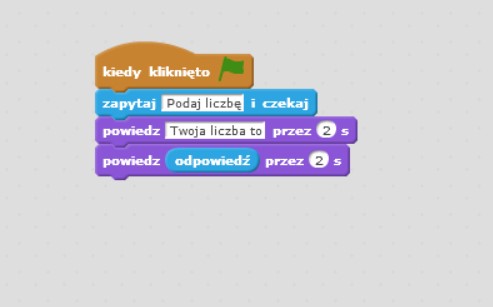 kiedy kliknięto
zapytaj Podaj liczbę i czekaj
powiedz Twoja liczba to przez 2 s
powiedz odpowiedź przez 2 s